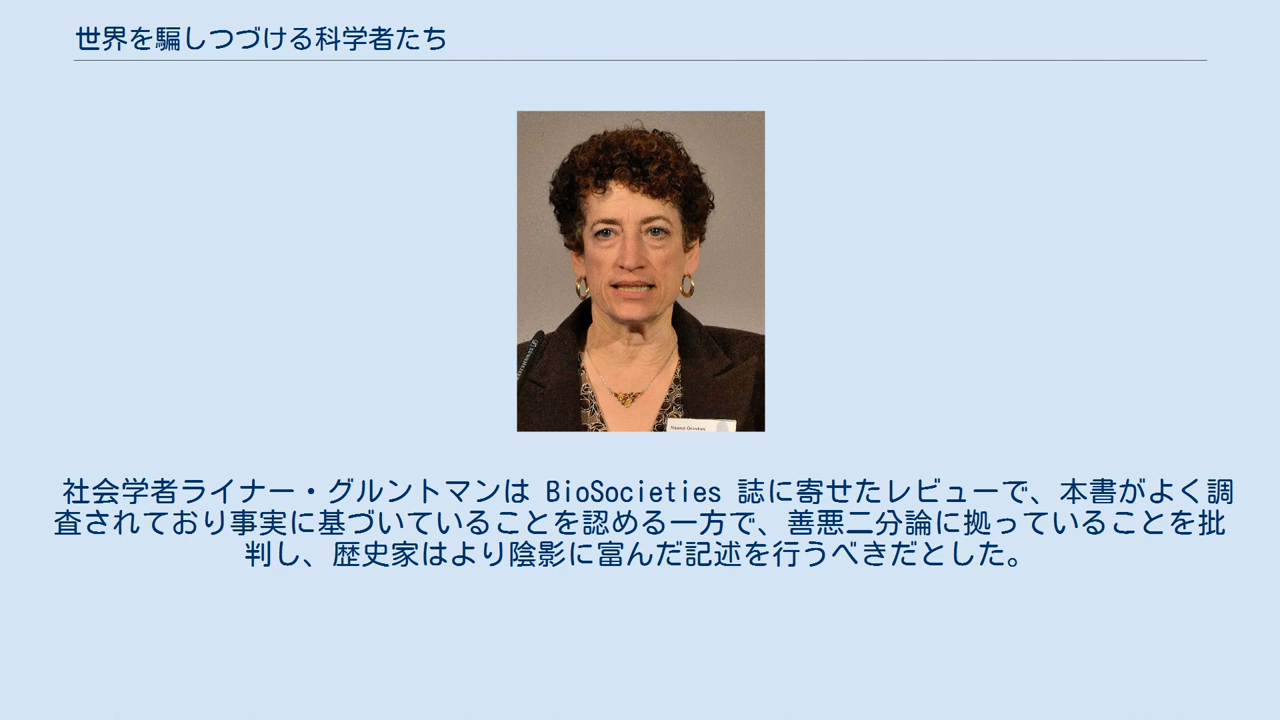 世界を騙しつづける科学者たち
Naomi Oreskes
社会学者ライナー・グルントマンは BioSocieties 誌に寄せたレビューで、本書がよく調
査されており事実に基づいていることを認める一方で、善悪二分論に拠っていることを批
判し、歴史家はより陰影に富んだ記述を行うべきだとした。